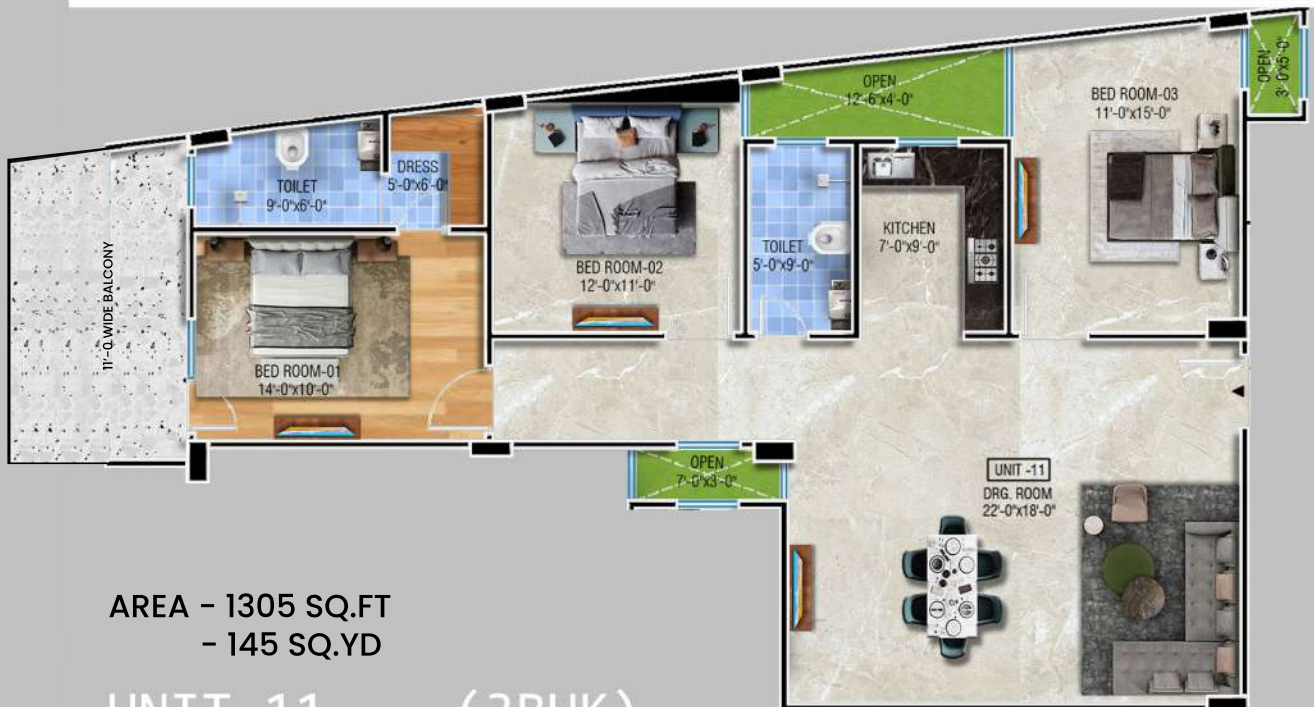 OPEN
12'-6"x4'-0"
OPEN
3'-0"x5'-0"
BED ROOM-03
11'-0"x15'-0"
DRESS
5'-0"x6'-0"
TOILET
9'-0"x6'-0"
KITCHEN
7'-0"x9'-0"
TOILET
5'-0"x9'-0"
BED ROOM-02
12'-0"x11'-0"
11'-0 WIDE BALCONY
BED ROOM-01
14'-0"x10'-0"
OPEN
7'-0"x3'-0"
UNIT -11
DRG. ROOM
22'-0"x18'-0"
AREA - 1305 SQ.FT
- 145 SQ.YD
UNIT 11 (3BHK)